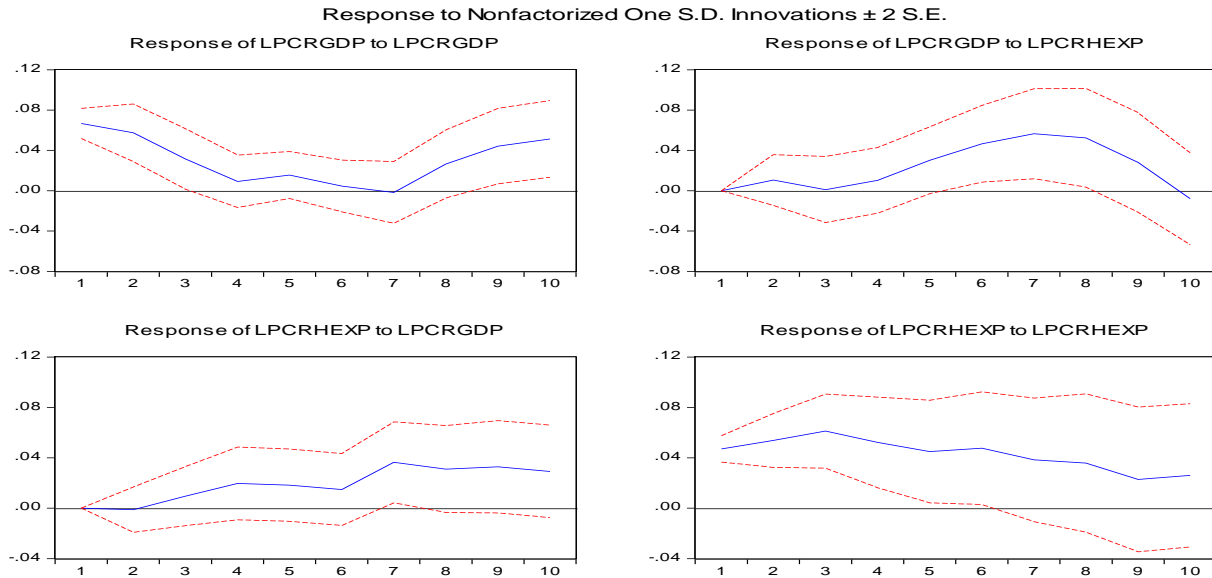 Response to Nonfactorized One S.D. Innovations ± 2 S.E.
Response of LPCRGDP to LPCRGDP
.12
.08
.04
.00
-.04
-.08
1 2 3 4 5 6 7 8 9 10
Response of LPCRGDP to LPCRHEXP
.12
.08
.04
.00
-.04
-.08
1 2 3 4 5 6 7 8 9 10
Response of LPCRHEXP to LPCRGDP
.12
.08
.04
.00
-.04
1 2 3 4 5 6 7 8 9 10
Response of LPCRHEXP to LPCRHEXP
.12
.08
.04
.00
-.04
1 2 3 4 5 6 7 8 9 10